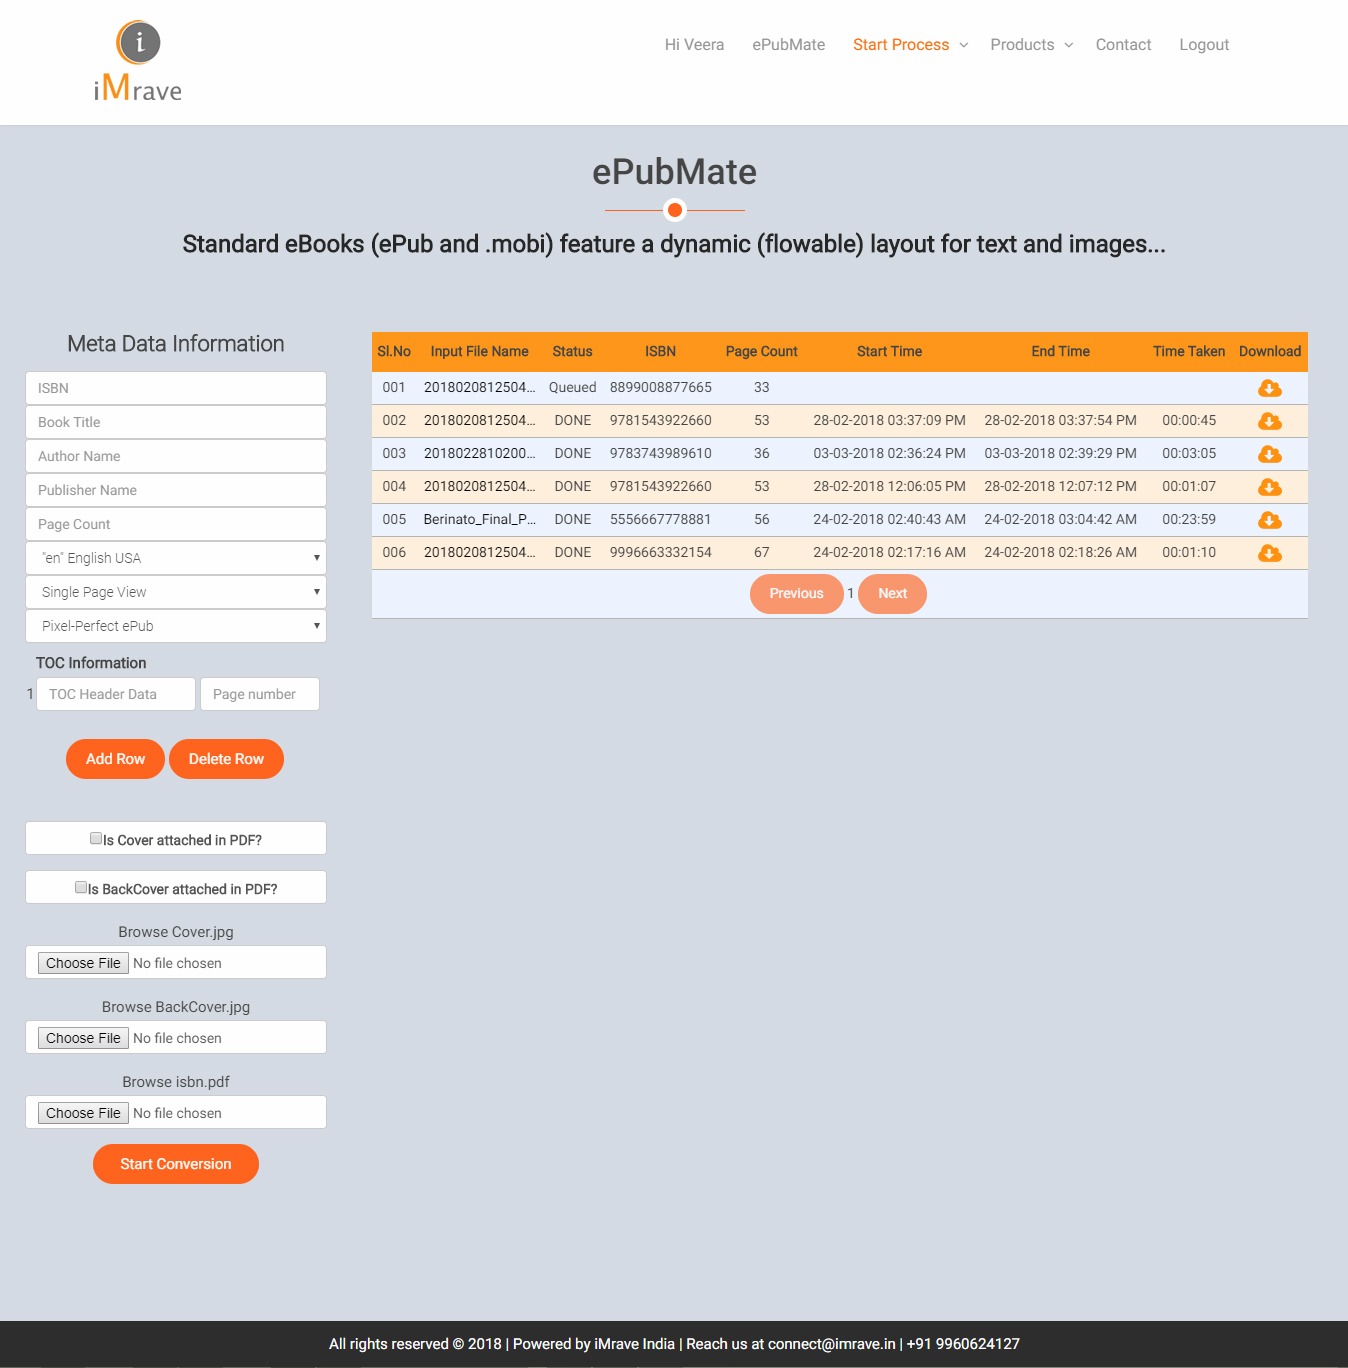 i
iMrave
Hi Veera ePubMate Start Process Products Contact Logout
ePubMate
Standard eBooks (ePub and .mobi) feature a dynamic (flowable) layout for text and images...
Meta Data Information
ISBN
Book Title
Author Name
Publisher Name
Page Count
"en" English USA
Single Page View
Pixel-Perfect ePub
TOC Information
1 TOC Header Data Page number
Add Row Delete Row
Is Cover attached in PDF?
Is BackCover attached in PDF?
Browse Cover.jpg
Choose File No file chosen
Browse BackCover.jpg
Choose File No file chosen
Browse isbn.pdf
Choose File No file chosen
Start Conversion
Sl.No Input File Name Status ISBN Page Count Start Time End Time Time Taken Download
001 2018020812504... Queued 8899008877665 33
002 2018020812504... DONE 9781543922660 53 28-02-2018 03:37:09 PM 28-02-2018 03:37:54 PM 00:00:45
003 201802281020​0... DONE 9783743989610 36 03-03-2018 02:36:24 PM 03-03-2018 02:39:29 PM 00:03:05
004 2018020812504... DONE 9781543922660 53 28-02-2018 12:06:05 PM 28-02-2018 12:07:12 PM 00:01:07
005 Berinato_Final_P... DONE 5556667778881 56 24-02-2018 02:40:43 AM 24-02-2018 03:04:42 AM 00:23:59
006 2018020812504... DONE 9996663332154 67 24-02-2018 02:17:16 AM 24-02-2018 02:18:26 AM 00:01:10
Previous 1 Next
All rights reserved © 2018 | Powered by iMrave India | Reach us at connect@imrave.in | +91 9960624127